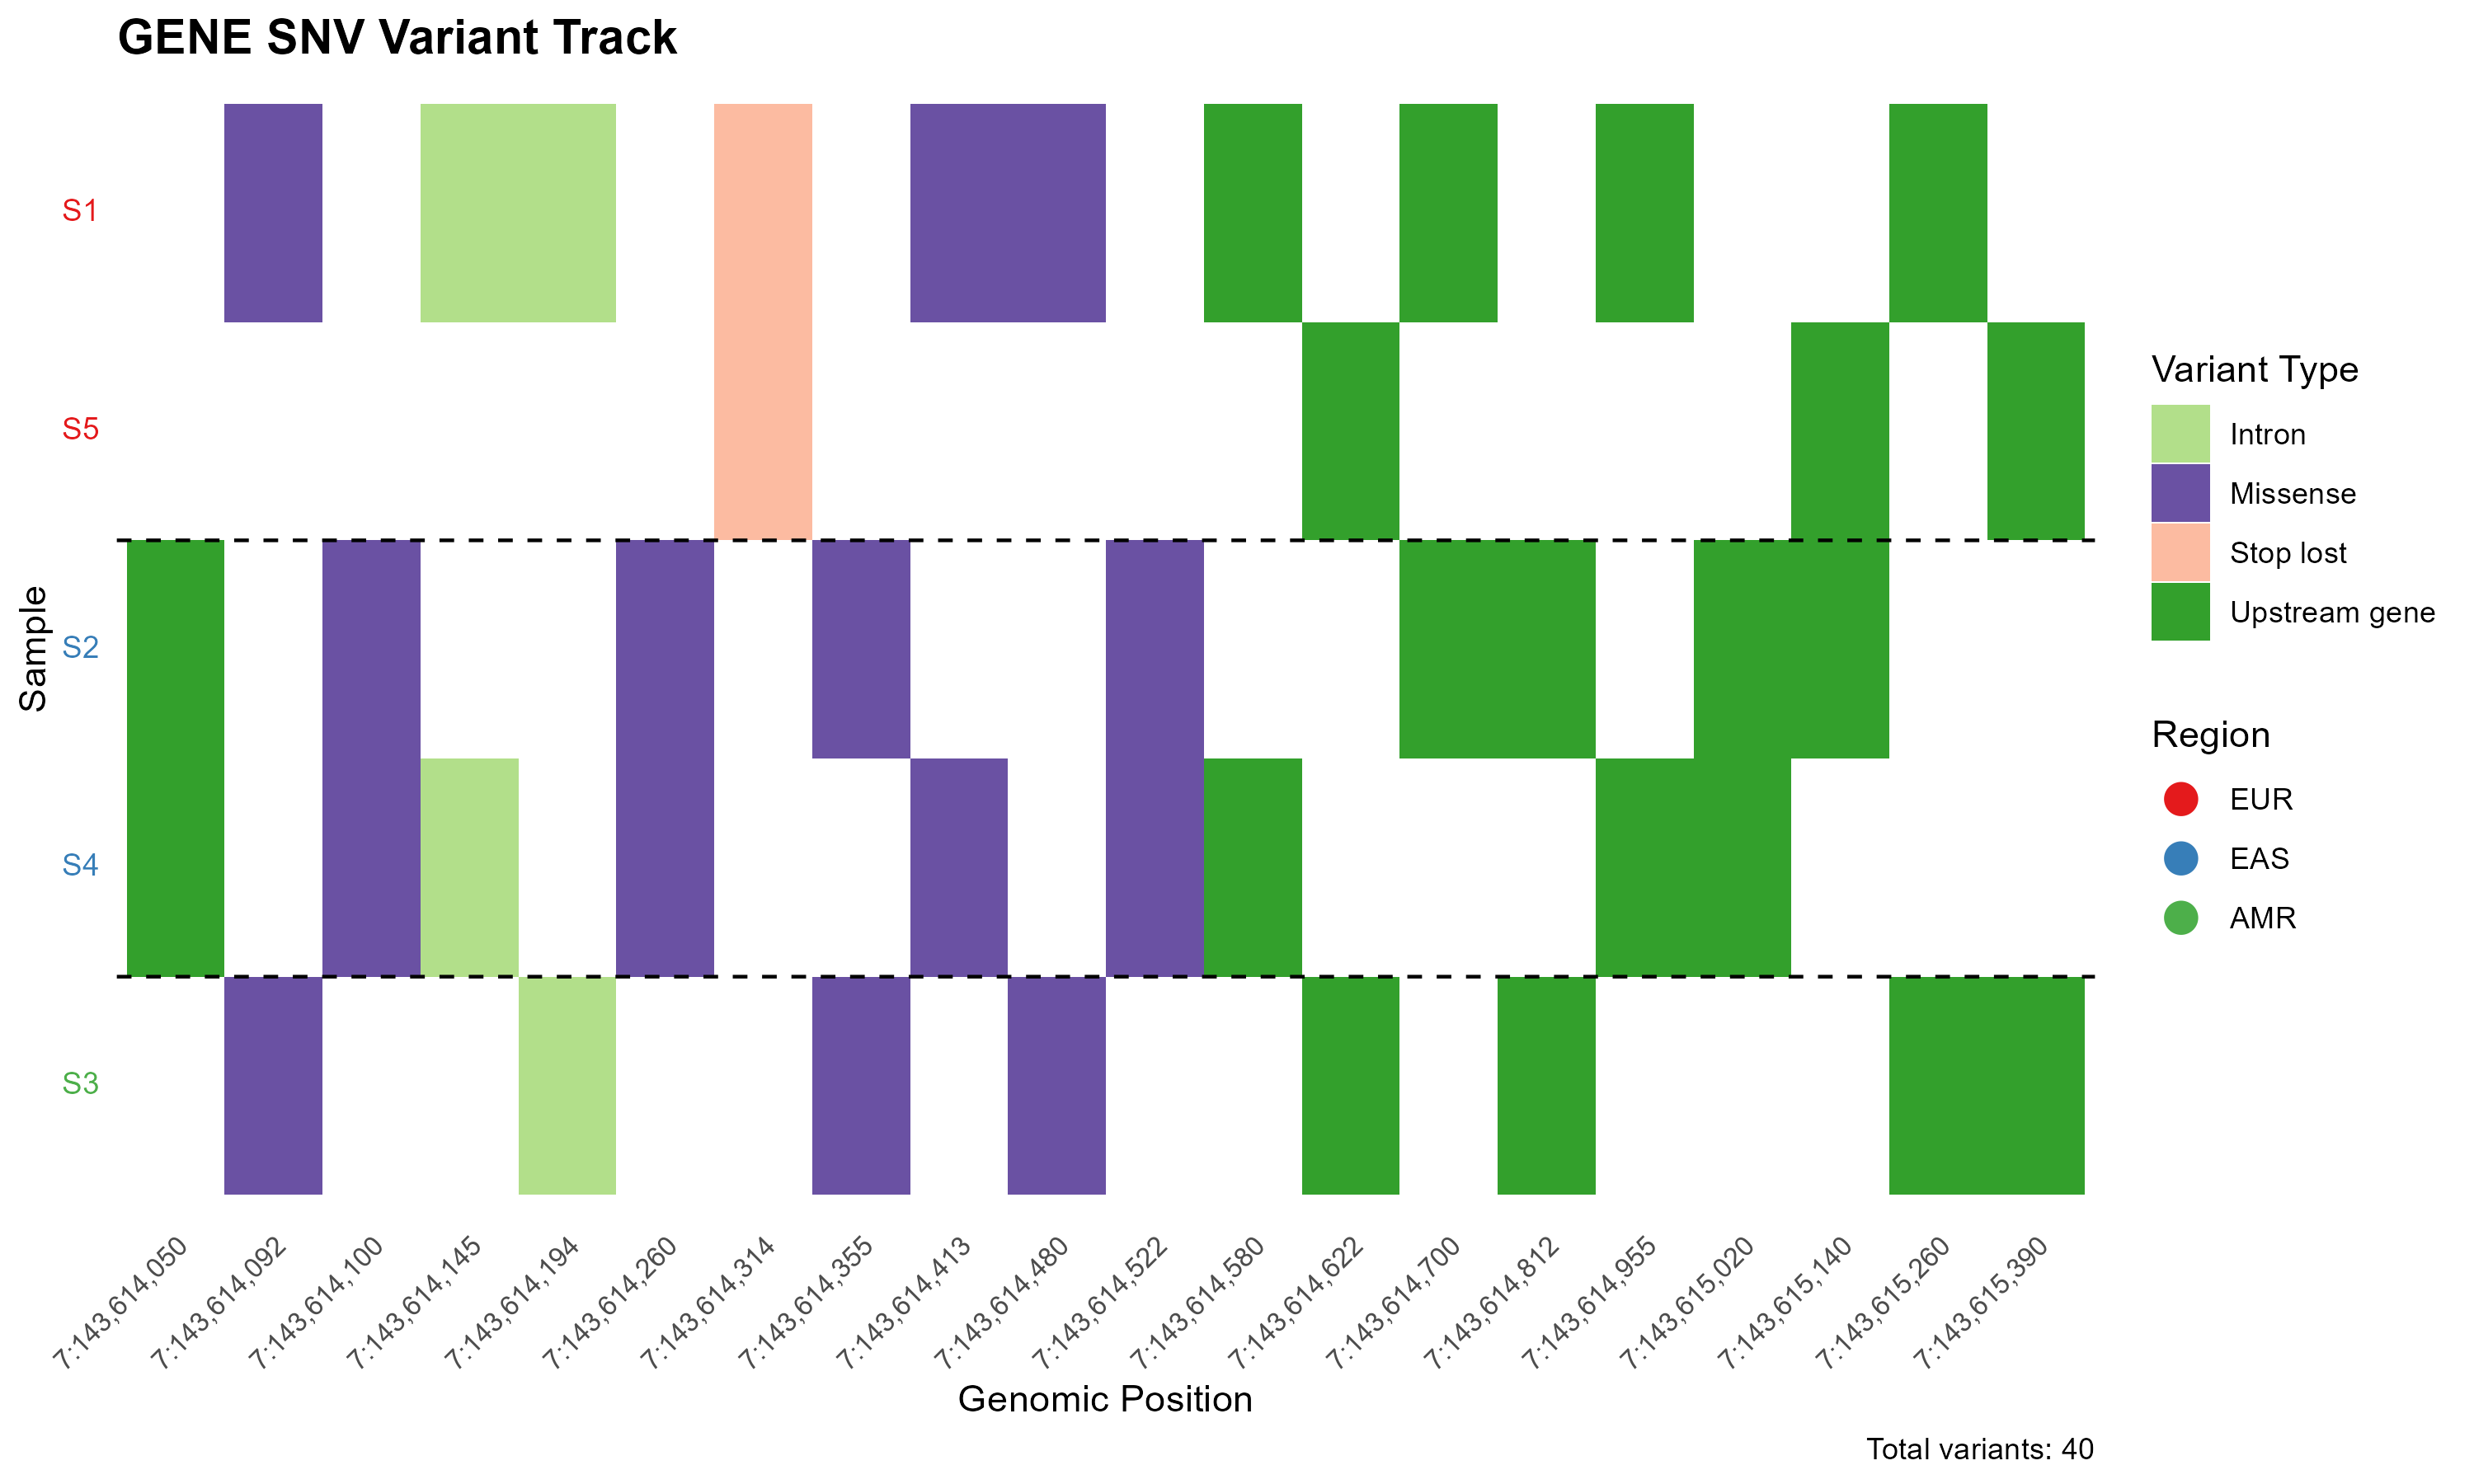 GENE SNV Variant Track
Sample
S1
S5
S2
S4
S3
7:143,614,050
7:143,614,092
7:143,614,100
7:143,614,145
7:143,614,194
7:143,614,260
7:143,614,314
7:143,614,355
7:143,614,413
7:143,614,480
7:143,614,522
7:143,614,580
7:143,614,622
7:143,614,700
7:143,614,812
7:143,614,955
7:143,615,020
7:143,615,140
7:143,615,260
7:143,615,390
Genomic Position
Variant Type
Intron
Missense
Stop lost
Upstream gene
Region
EUR
EAS
AMR
Total variants: 40